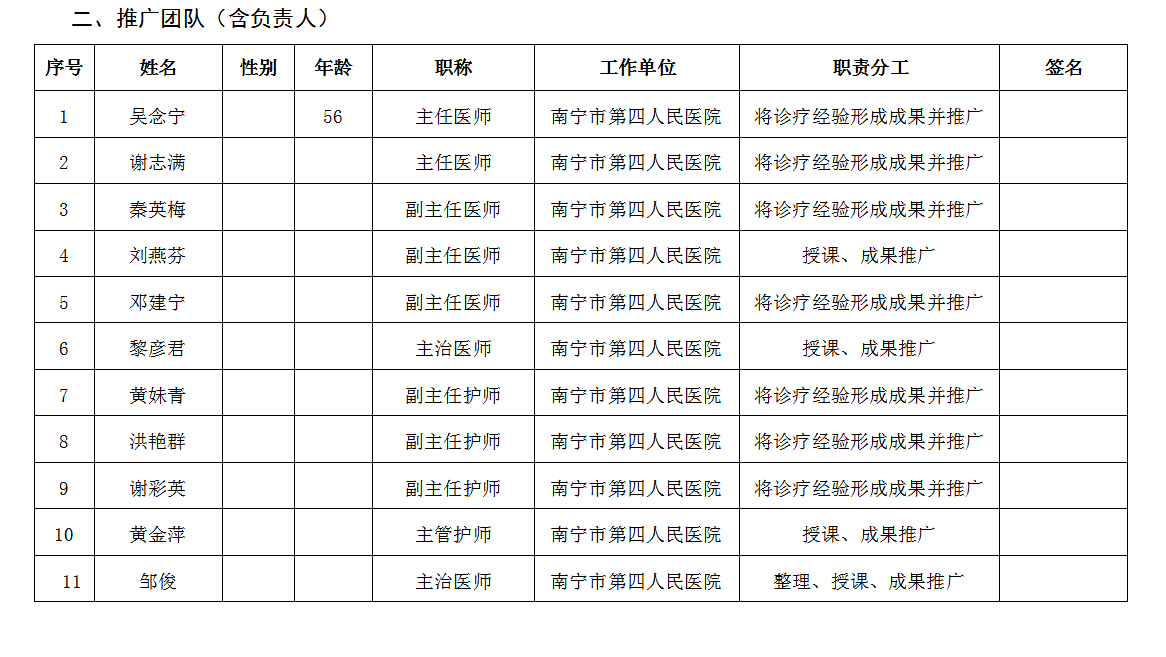 二、推广团队（含负责人）
序号 姓名 性别 年龄 职称 工作单位 职责分工 签名
1 吴念宁 56 主任医师 南宁市第四人民医院 将诊疗经验形成成果并推广
2 谢志满 主任医师 南宁市第四人民医院 将诊疗经验形成成果并推广
3 秦英梅 副主任医师 南宁市第四人民医院 将诊疗经验形成成果并推广
4 刘燕芬 副主任医师 南宁市第四人民医院 授课、成果推广
5 邓建宁 副主任医师 南宁市第四人民医院 将诊疗经验形成成果并推广
6 黎彦君 主治医师 南宁市第四人民医院 授课、成果推广
7 黄妹青 副主任护师 南宁市第四人民医院 将诊疗经验形成成果并推广
8 洪艳群 副主任护师 南宁市第四人民医院 将诊疗经验形成成果并推广
9 谢彩英 副主任护师 南宁市第四人民医院 将诊疗经验形成成果并推广
10 黄金萍 主管护师 南宁市第四人民医院 授课、成果推广
11 邹俊 主治医师 南宁市第四人民医院 整理、授课、成果推广